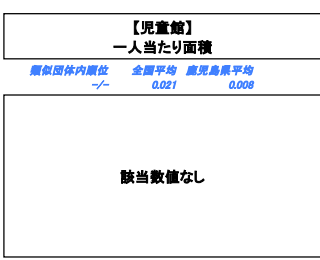 【児童館】
一人当たり面積
類似団体内順位 全国平均 鹿児島県平均
-/- 0.021 0.008
該当数値なし